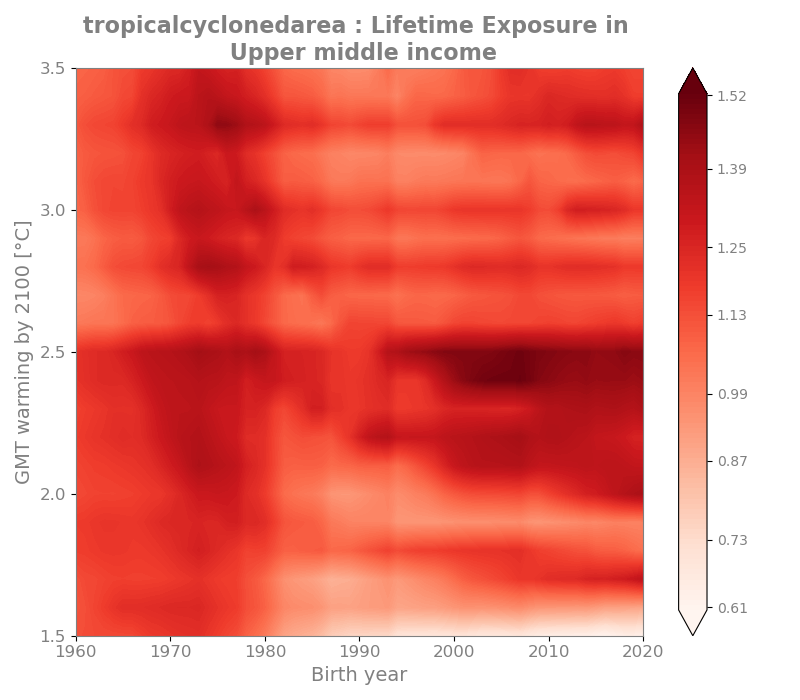 tropicalcyclonedarea : Lifetime Exposure in
Upper middle income
GMT warming by 2100 [°C]
3.5
3.0
2.5
2.0
1.5
1960 1970 1980 1990 2000 2010 2020
Birth year
1.52
1.39
1.25
1.13
0.99
0.87
0.73
0.61